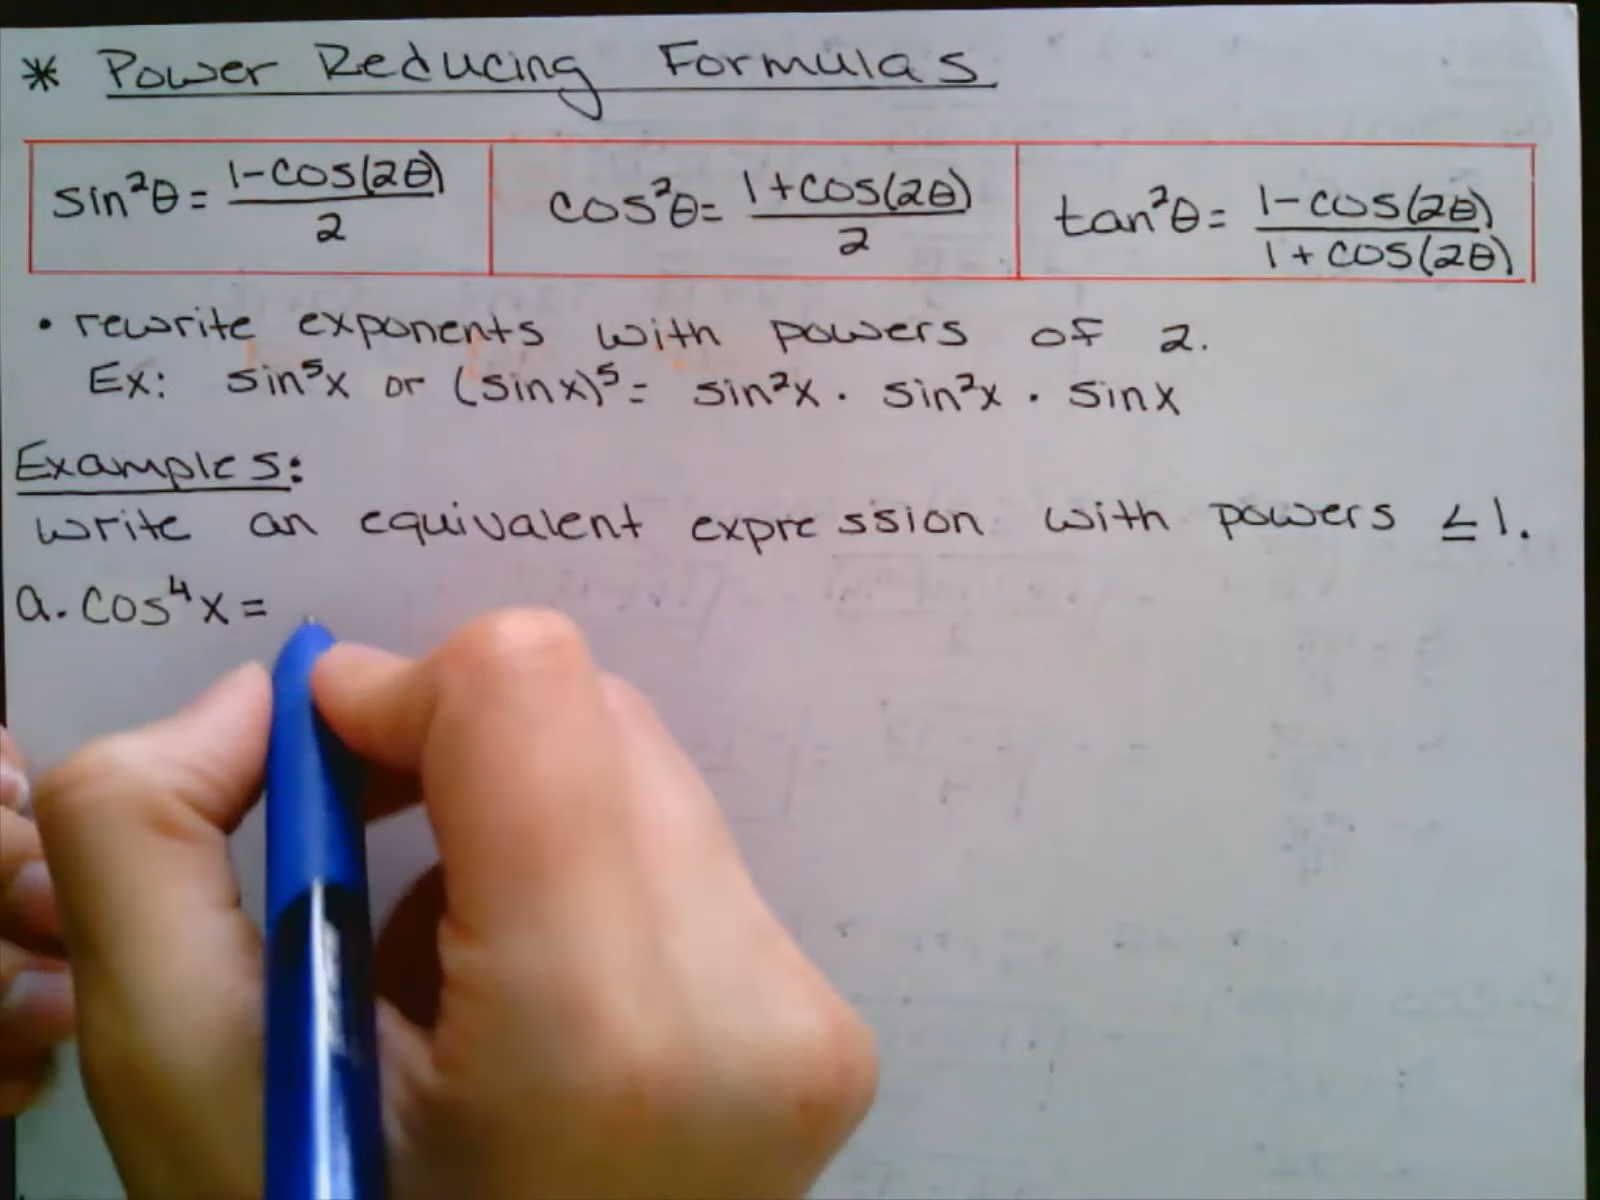 * Power Reducing Formulas
sin²θ = (1-cos(2θ))/2 cos²θ = (1+cos(2θ))/2 tan²θ = (1-cos(2θ))/(1+cos(2θ))
• rewrite exponents with powers of 2.
Ex: sin⁵x or (sinx)⁵ = sin²x · sin²x · sinx
Examples:
write an equivalent expression with powers ≤ 1.
a. cos⁴x =